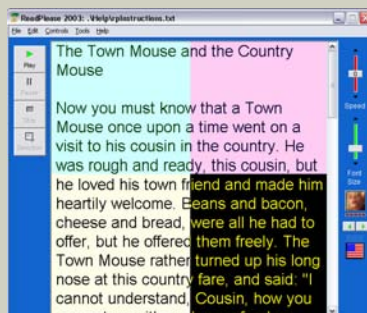 ReadPlease 2003: .\Help\rplastructions.txt
File Edit Controls Tools Help
Play
Pause
Stop
Speed
Font
Size
The Town Mouse and the Country
Mouse
Now you must know that a Town
Mouse once upon a time went on a
visit to his cousin in the country. He
was rough and ready, this cousin, but
he loved his town friend and made him
heartily welcome. Beans and bacon,
cheese and bread, were all he had to
offer, but he offered them freely. The
Town Mouse rather turned up his long
nose at this country fare, and said: "I
cannot understand, Cousin, how you